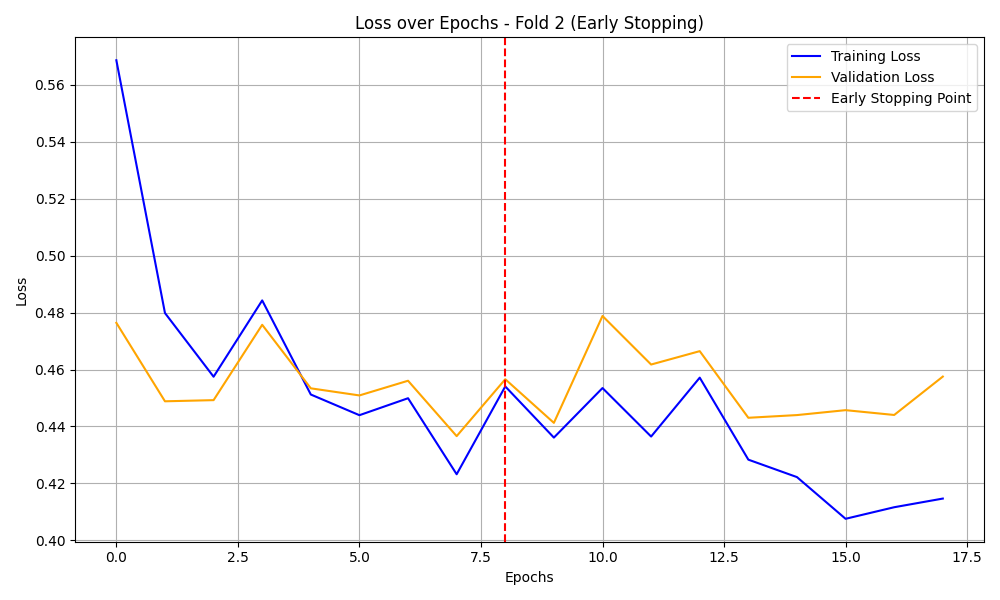 Loss over Epochs - Fold 2 (Early Stopping)
Training Loss
Validation Loss
Early Stopping Point
Loss
0.56
0.54
0.52
0.50
0.48
0.46
0.44
0.42
0.40
0.0 2.5 5.0 7.5 10.0 12.5 15.0 17.5
Epochs